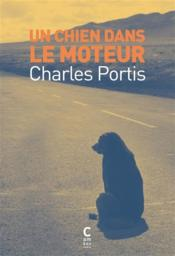 UN CHIEN DANS
LE MOTEUR
Charles Portis
C